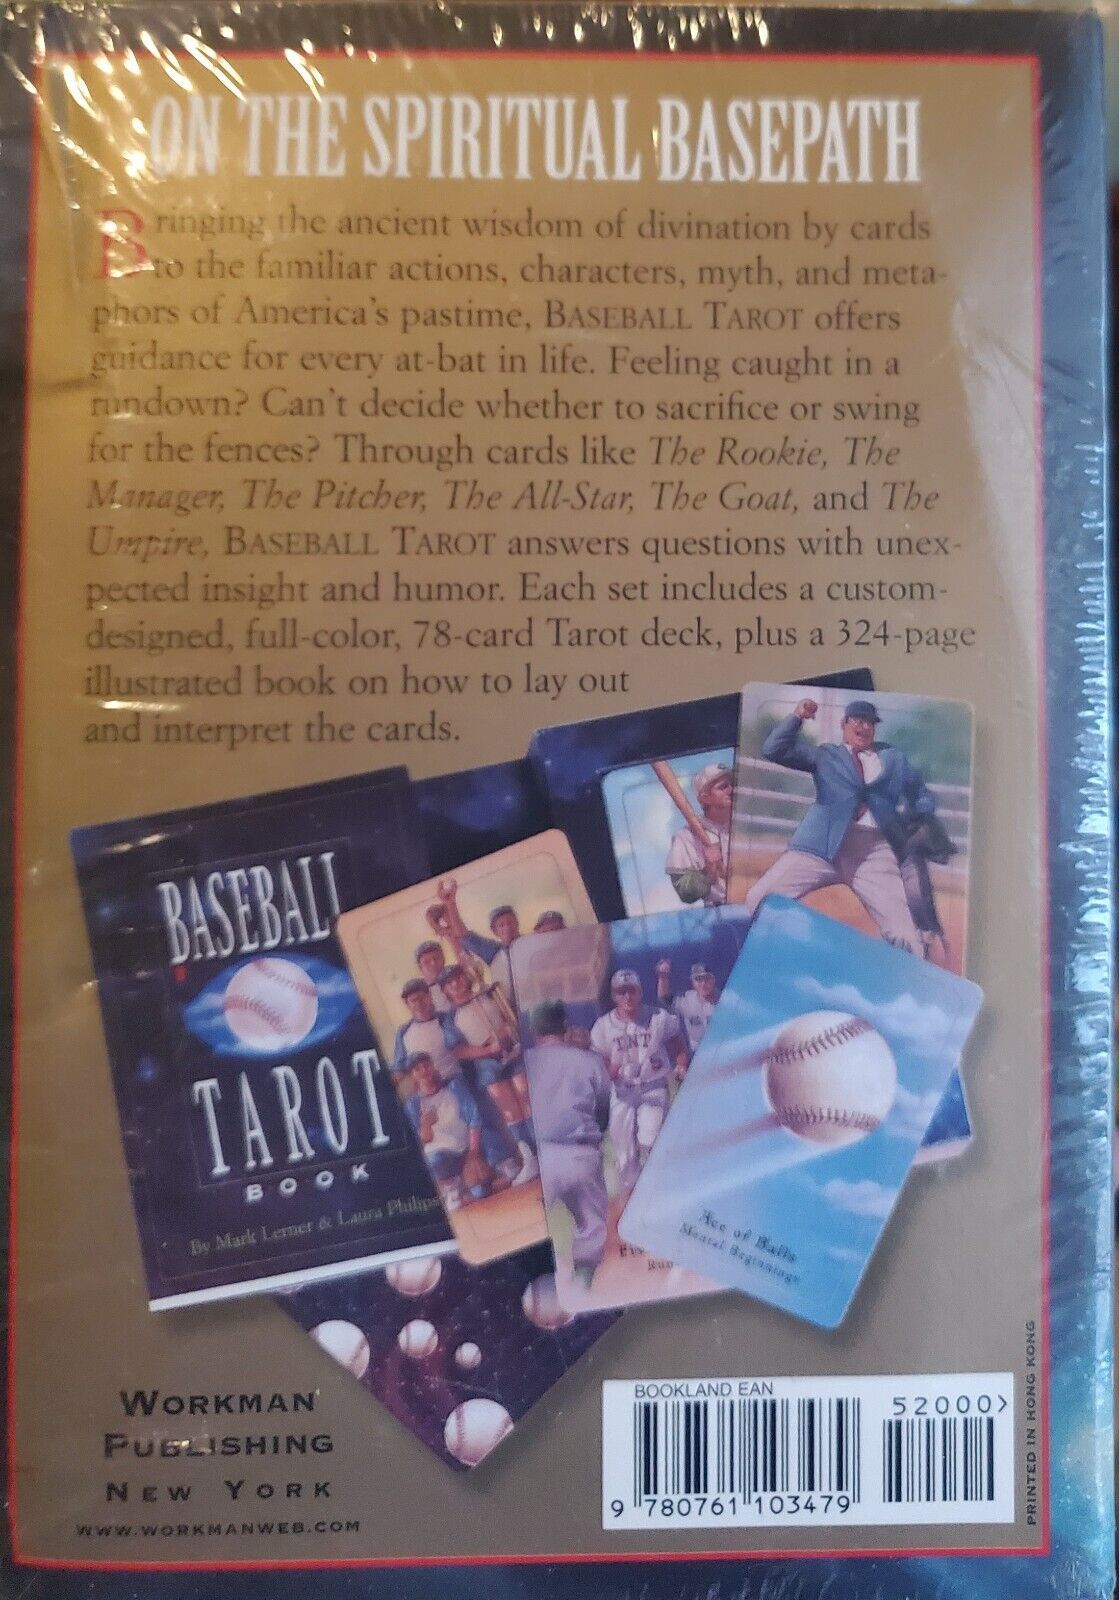 ON THE SPIRITUAL BASEPATH
Bringing the ancient wisdom of divination by cards
to the familiar actions, characters, myth, and meta-
phors of America's pastime, BASEBALL TAROT offers
guidance for every at-bat in life. Feeling caught in a
rundown? Can't decide whether to sacrifice or swing
for the fences? Through cards like The Rookie, The
Manager, The Pitcher, The All-Star, The Goat, and The
Umpire, BASEBALL TAROT answers questions with unex-
pected insight and humor. Each set includes a custom-
designed, full-color, 78-card Tarot deck, plus a 324-page
illustrated book on how to lay out
and interpret the cards.
BASEBALL
TAROT
BOOK
By Mark Lerner & Laura Philips
TNT
Run
Ace of Balls
Mental Beginnings
WORKMAN
PUBLISHING
NEW YORK
WWW.WORKMANWEB.COM
BOOKLAND EAN
52000>
9 780761 103479
PRINTED IN HONG KONG